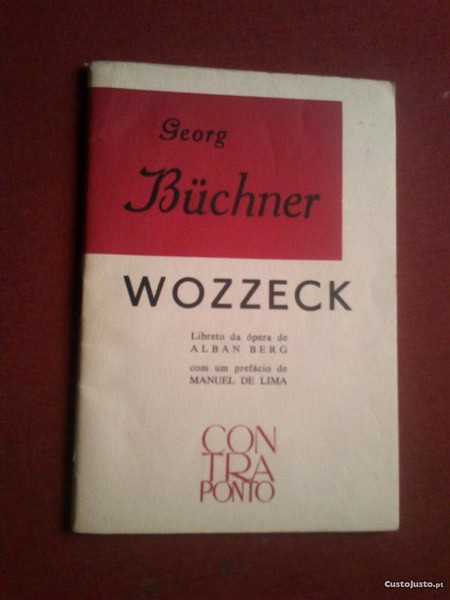 Georg
Büchner
WOZZECK
Libreto da ópera de
ALBAN BERG
com um prefácio de
MANUEL DE LIMA
CON
TRA
PONTO
CustoJusto.pt